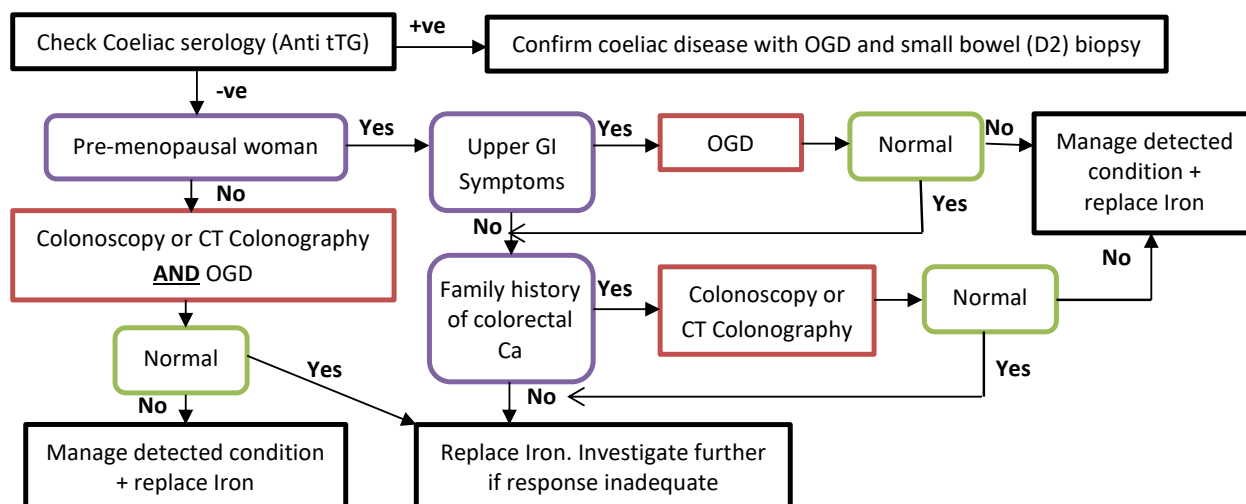 Check Coeliac serology (Anti tTG)
+ve
Confirm coeliac disease with OGD and small bowel (D2) biopsy
-ve
Pre-menopausal woman
Yes
Upper GI
Symptoms
Yes
OGD
Normal
No
Manage detected
condition +
replace Iron
No
Yes
No
Colonoscopy or CT Colonography
AND OGD
Family history
of colorectal
Ca
Yes
Colonoscopy or
CT Colonography
Normal
No
Normal
Yes
Yes
No
No
Manage detected condition
+ replace Iron
Replace Iron. Investigate further
if response inadequate